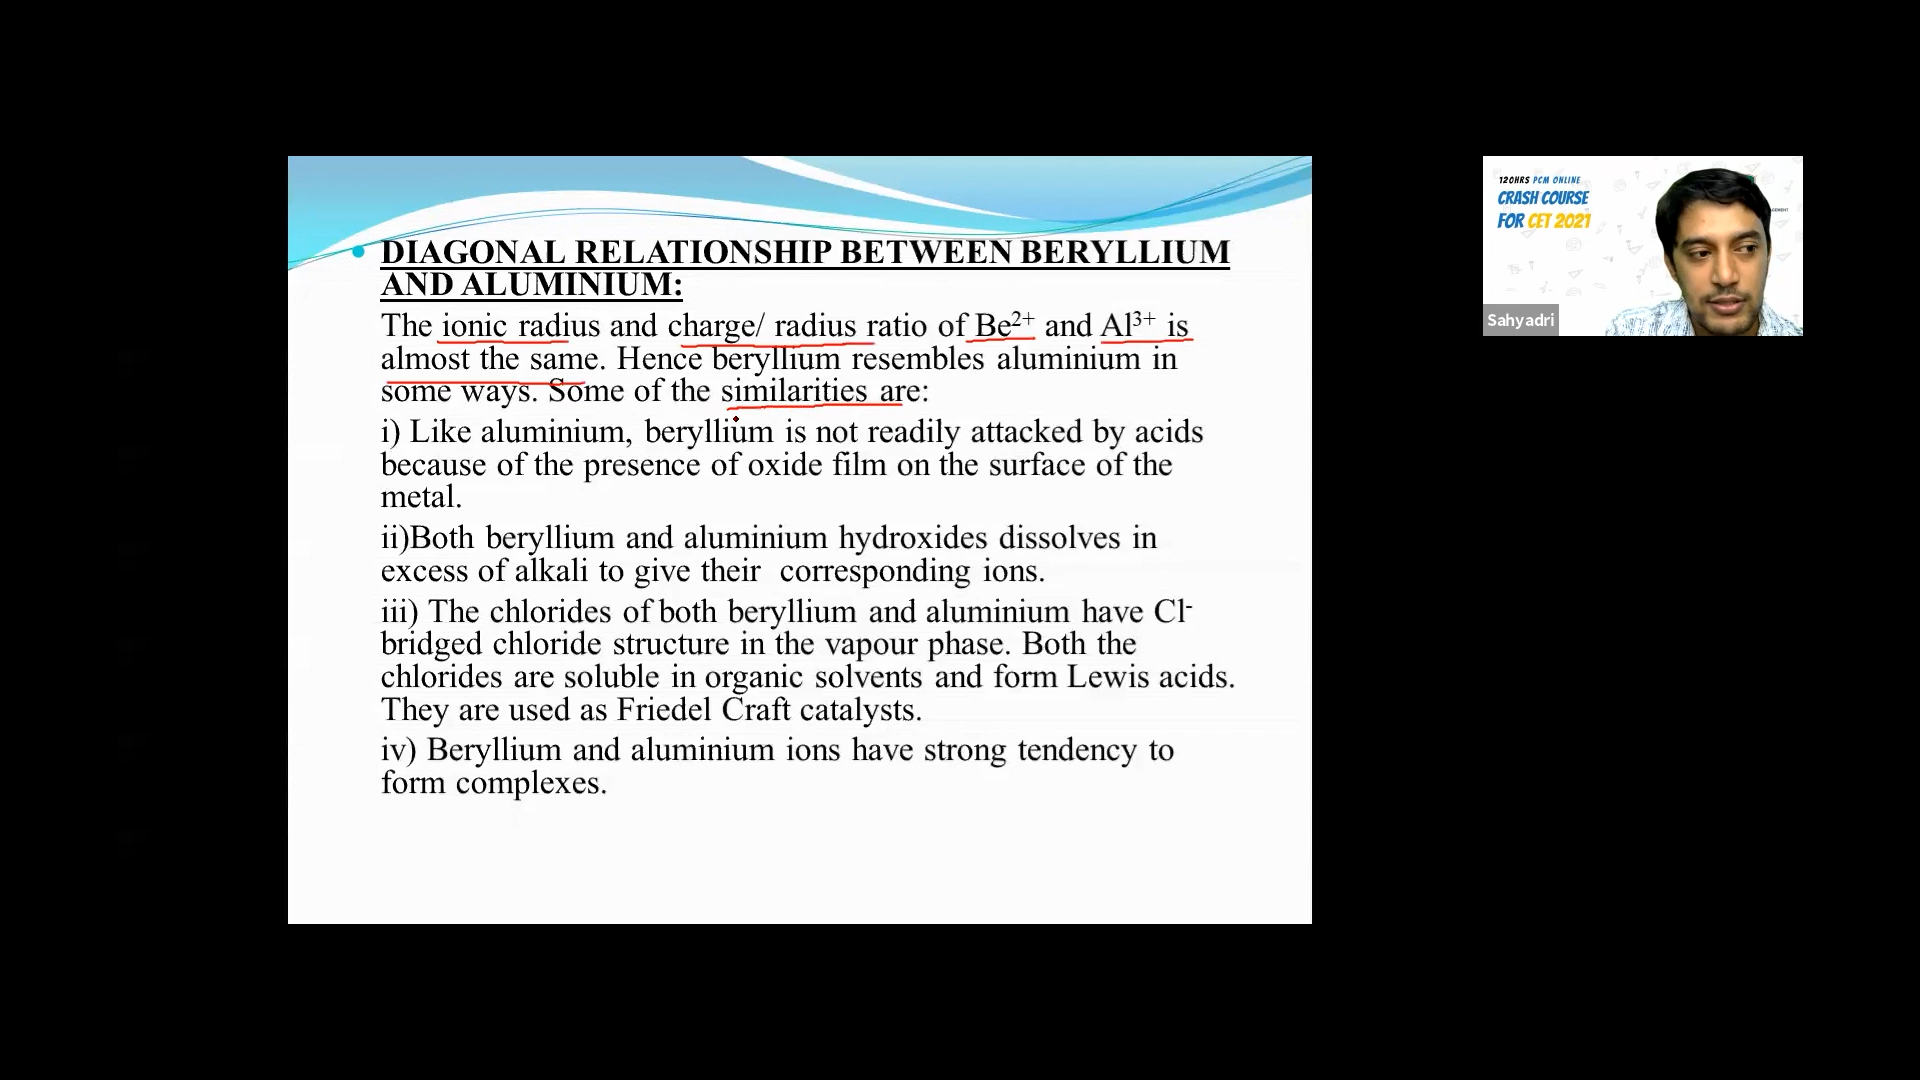 DIAGONAL RELATIONSHIP BETWEEN BERYLLIUM
AND ALUMINIUM:
The ionic radius and charge/ radius ratio of Be²⁺ and Al³⁺ is
almost the same. Hence beryllium resembles aluminium in
some ways. Some of the similarities are:
i) Like aluminium, beryllium is not readily attacked by acids
because of the presence of oxide film on the surface of the
metal.
ii)Both beryllium and aluminium hydroxides dissolves in
excess of alkali to give their corresponding ions.
iii) The chlorides of both beryllium and aluminium have Cl⁻
bridged chloride structure in the vapour phase. Both the
chlorides are soluble in organic solvents and form Lewis acids.
They are used as Friedel Craft catalysts.
iv) Beryllium and aluminium ions have strong tendency to
form complexes.
120HRS PCM ONLINE
CRASH COURSE
FOR CET 2021
Sahyadri